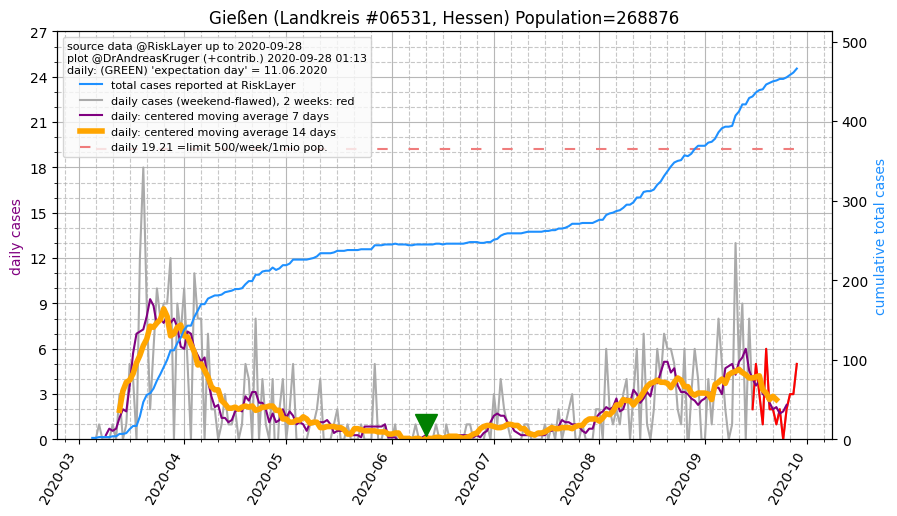 Gießen (Landkreis #06531, Hessen) Population=268876
source data @RiskLayer up to 2020-09-28
plot @DrAndreasKruger (+contrib.) 2020-09-28 01:13
daily: (GREEN) 'expectation day' = 11.06.2020
total cases reported at RiskLayer
daily cases (weekend-flawed), 2 weeks: red
daily: centered moving average 7 days
daily: centered moving average 14 days
daily 19.21 =limit 500/week/1mio pop.
daily cases
27
24
21
18
15
12
9
6
3
0
500
400
300
200
100
0
cumulative total cases
2020-03
2020-04
2020-05
2020-06
2020-07
2020-08
2020-09
2020-10